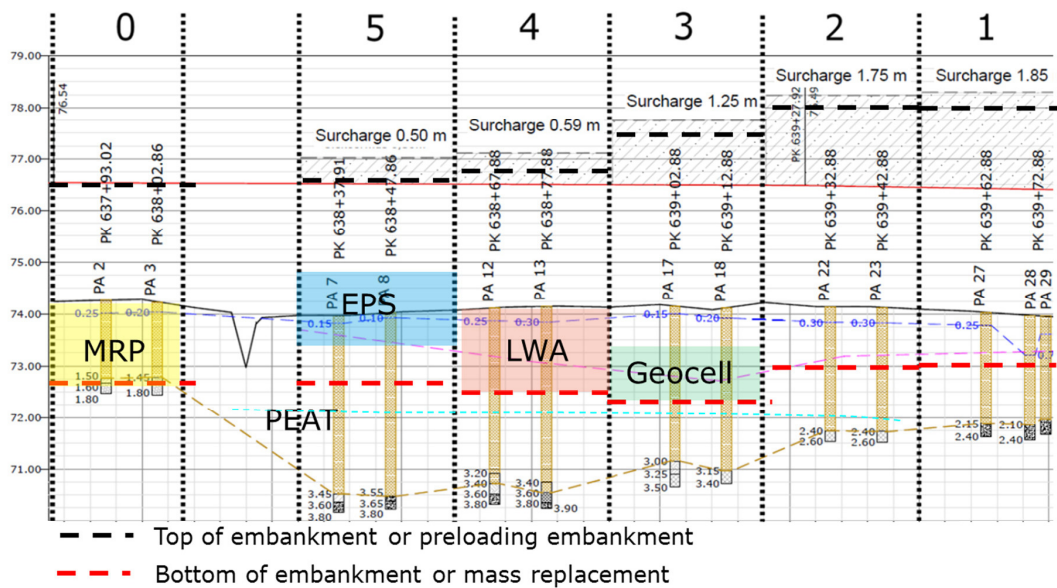 0
5
4
3
2
1
79.00
78.00
77.00
76.00
75.00
74.00
73.00
72.00
71.00
76.54
Surcharge 0.50 m
Surcharge 0.59 m
Surcharge 1.25 m
Surcharge 1.75 m
Surcharge 1.85
PK 637+93.02
PK 638+02.86
PK 638+37.91
PK 638+47.86
PK 638+67.88
PK 638+77.88
PK 639+02.88
PK 639+12.88
PK 639+27.92
PK 639+32.88
PK 639+42.88
PK 639+62.88
PK 639+72.88
PA 2
PA 3
PA 7
PA 8
PA 12
PA 13
PA 17
PA 18
PA 22
PA 23
PA 27
PA 28
PA 29
0.25
0.20
0.15
0.10
0.25
0.30
0.15
0.20
0.30
0.30
0.25
MRP
EPS
LWA
Geocell
PEAT
1.50
1.60
1.80
1.45
1.80
3.45
3.60
3.80
3.55
3.65
3.80
3.20
3.40
3.60
3.80
3.40
3.60
3.80
3.90
3.00
3.25
3.50
3.15
3.40
2.40
2.60
2.40
2.60
2.15
2.40
2.10
2.40
Top of embankment or preloading embankment
Bottom of embankment or mass replacement